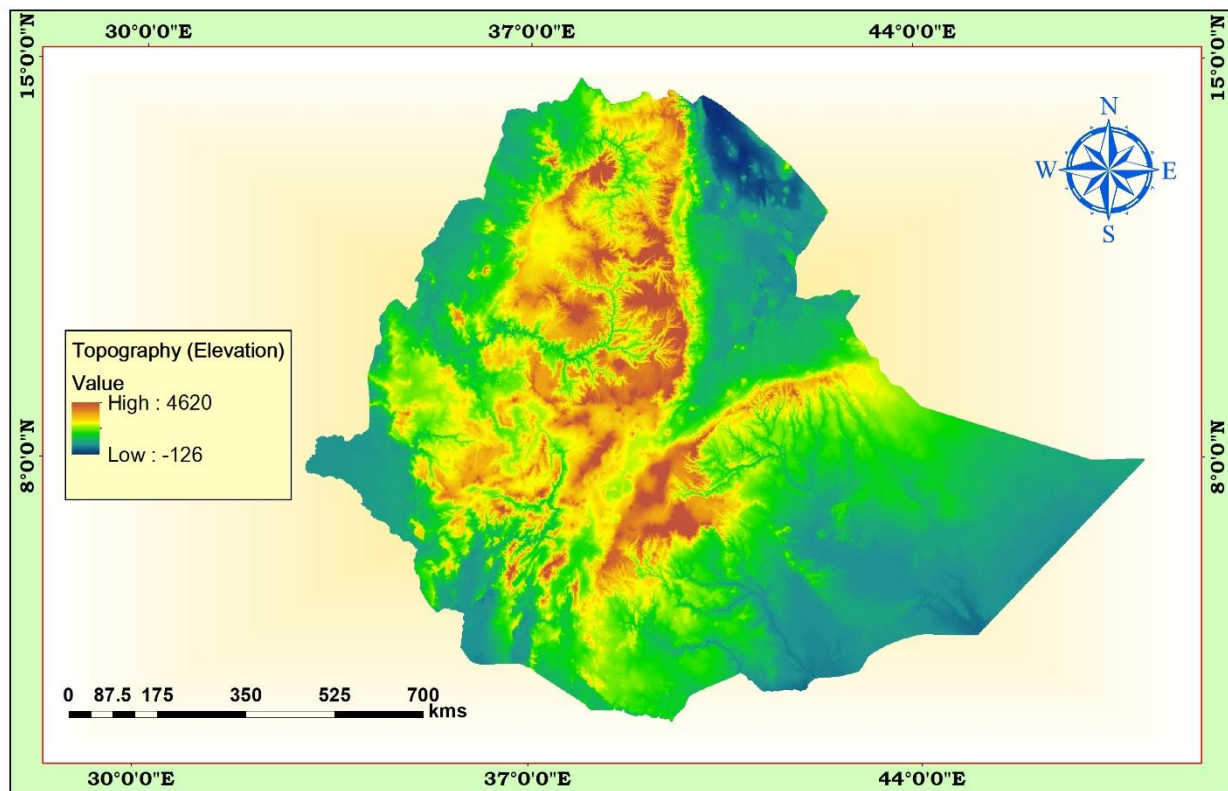 30°0'0"E 37°0'0"E 44°0'0"E
15°0'0"N
15°0'0"N
N
W E
S
Topography (Elevation)
Value
High : 4620
Low : -126
8°0'0"N
8°0'0"N
0 87.5 175 350 525 700
kms
30°0'0"E 37°0'0"E 44°0'0"E